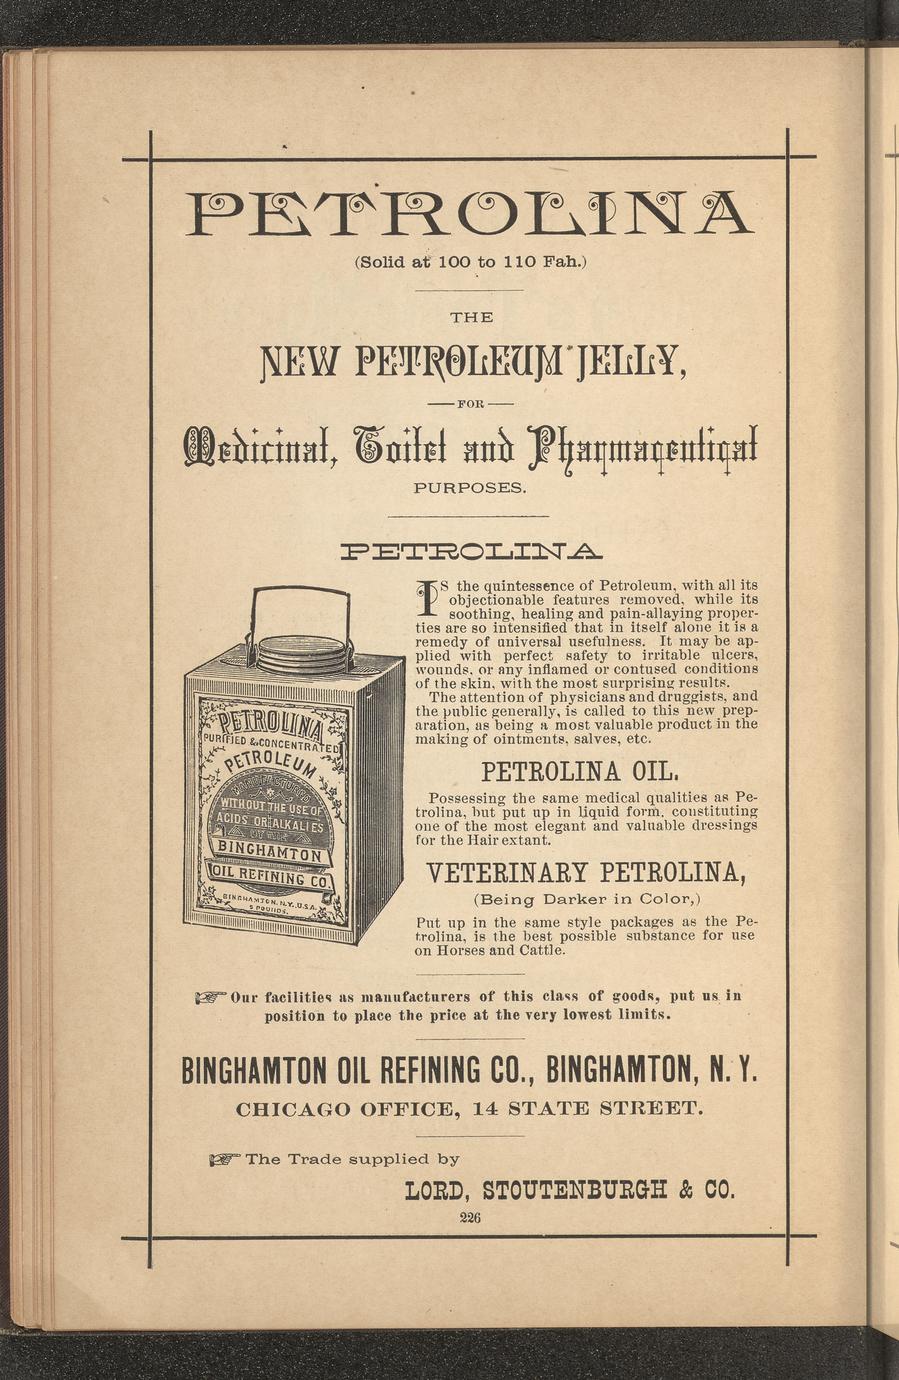 PETROLINA
(Solid at 100 to 110 Fah.)
THE
NEW PETROLEUM JELLY,
FOR
Medicinal, Toilet and Pharmaceutical
PURPOSES.
PETROLINA
IS the quintessence of Petroleum, with all its
objectionable features removed, while its
soothing, healing and pain-allaying proper-
ties are so intensified that in itself alone it is a
remedy of universal usefulness. It may be ap-
plied with perfect safety to irritable ulcers,
wounds, or any inflamed or contused conditions
of the skin, with the most surprising results.
The attention of physicians and druggists, and
the public generally, is called to this new prep-
aration, as being a most valuable product in the
making of ointments, salves, etc.
PETROLINA
PURIFIED & CONCENTRATED
PETROLEUM
MANUFACTURED
WITHOUT THE USE OF
ACIDS OR ALKALIES
BY THE
BINGHAMTON
OIL REFINING CO.
BINGHAMTON, N.Y., U.S.A.
5 POUNDS.
PETROLINA OIL.
Possessing the same medical qualities as Pe-
trolina, but put up in liquid form, constituting
one of the most elegant and valuable dressings
for the Hair extant.
VETERINARY PETROLINA,
(Being Darker in Color,)
Put up in the same style packages as the Pe-
trolina, is the best possible substance for use
on Horses and Cattle.
☞ Our facilities as manufacturers of this class of goods, put us in
position to place the price at the very lowest limits.
BINGHAMTON OIL REFINING CO., BINGHAMTON, N. Y.
CHICAGO OFFICE, 14 STATE STREET.
☞ The Trade supplied by
LORD, STOUTENBURGH & CO.
226